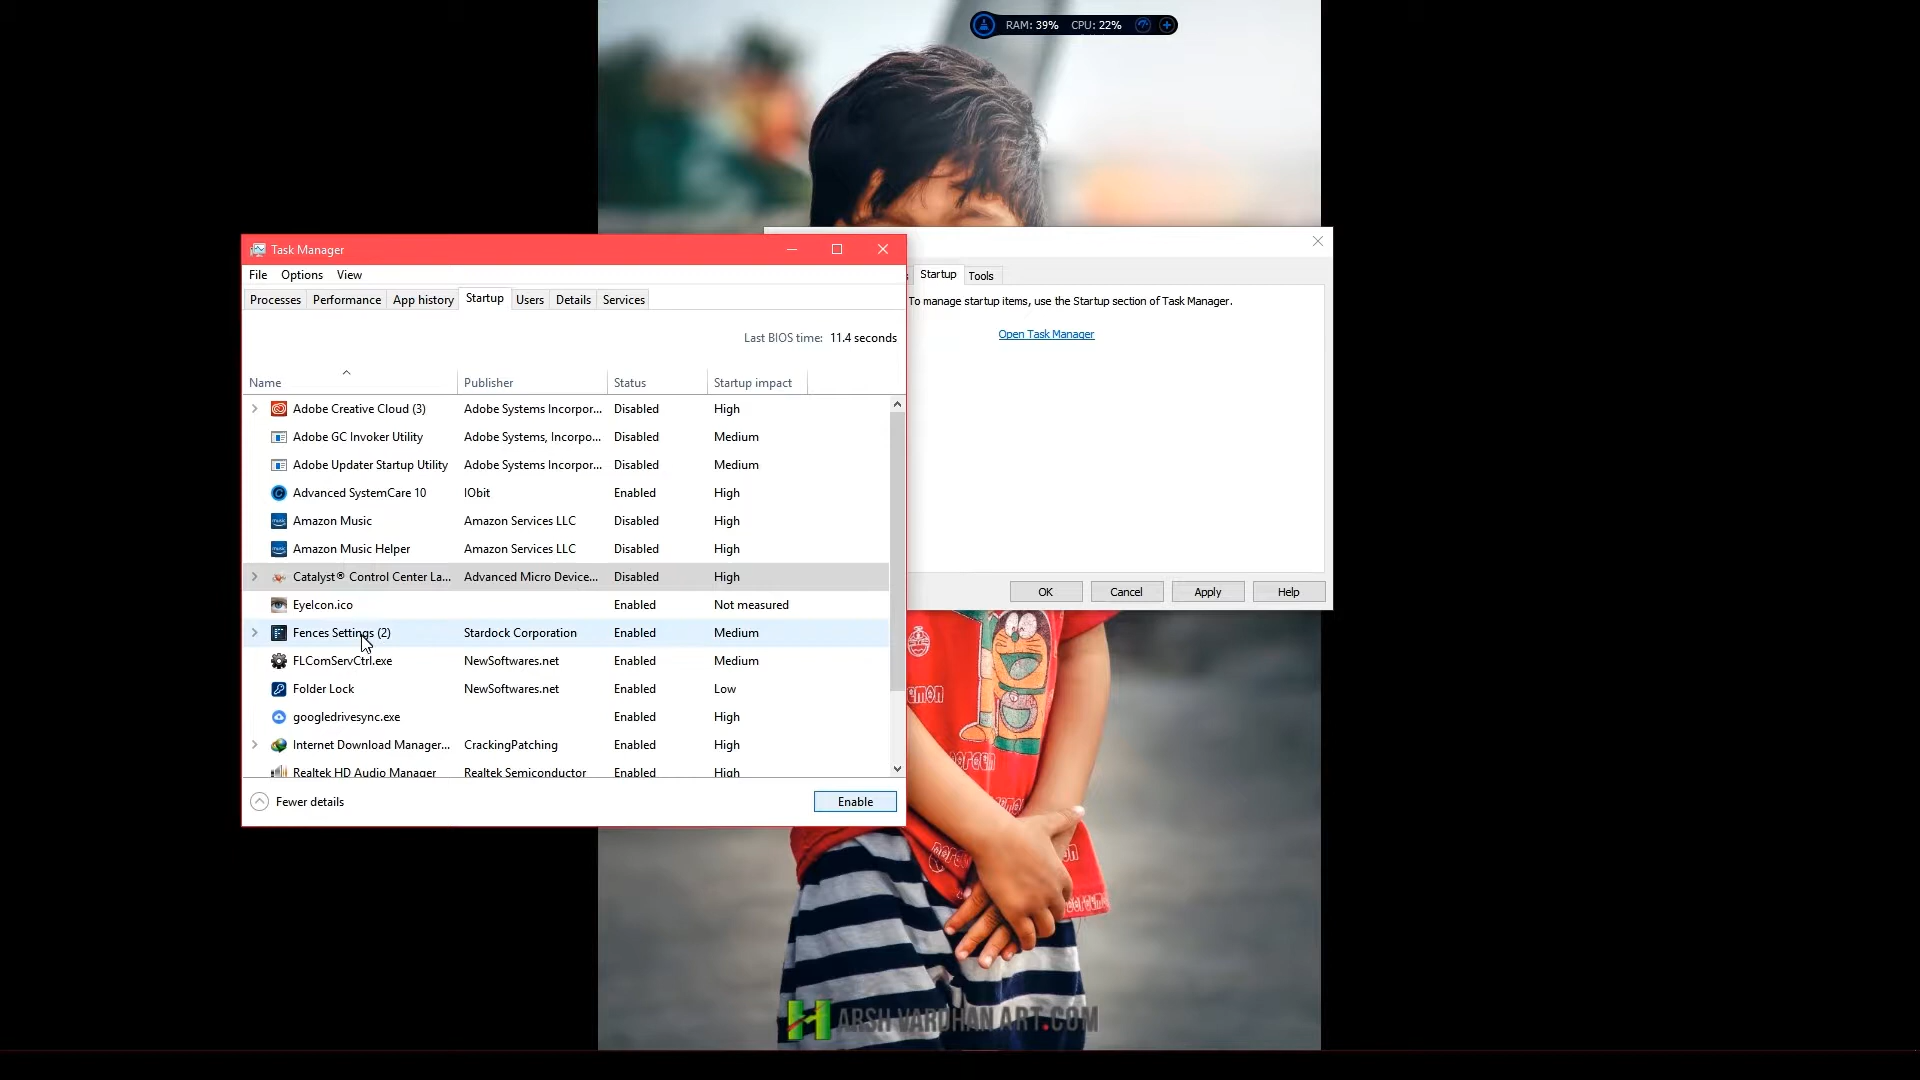 RAM: 39% CPU: 22%
Task Manager
File Options View
Processes Performance App history Startup Users Details Services
Last BIOS time: 11.4 seconds
Name Publisher Status Startup impact
Adobe Creative Cloud (3) Adobe Systems Incorpor... Disabled High
Adobe GC Invoker Utility Adobe Systems, Incorpo... Disabled Medium
Adobe Updater Startup Utility Adobe Systems Incorpor... Disabled Medium
Advanced SystemCare 10 IObit Enabled High
Amazon Music Amazon Services LLC Disabled High
Amazon Music Helper Amazon Services LLC Disabled High
Catalyst® Control Center La... Advanced Micro Device... Disabled High
EyeIcon.ico Enabled Not measured
Fences Settings (2) Stardock Corporation Enabled Medium
FLComServCtrl.exe NewSoftwares.net Enabled Medium
Folder Lock NewSoftwares.net Enabled Low
googledrivesync.exe Enabled High
Internet Download Manager... CrackingPatching Enabled High
Realtek HD Audio Manager Realtek Semiconductor Enabled High
Fewer details Enable
Startup Tools
To manage startup items, use the Startup section of Task Manager.
Open Task Manager
OK Cancel Apply Help
ARSH VARDHAN ART.COM